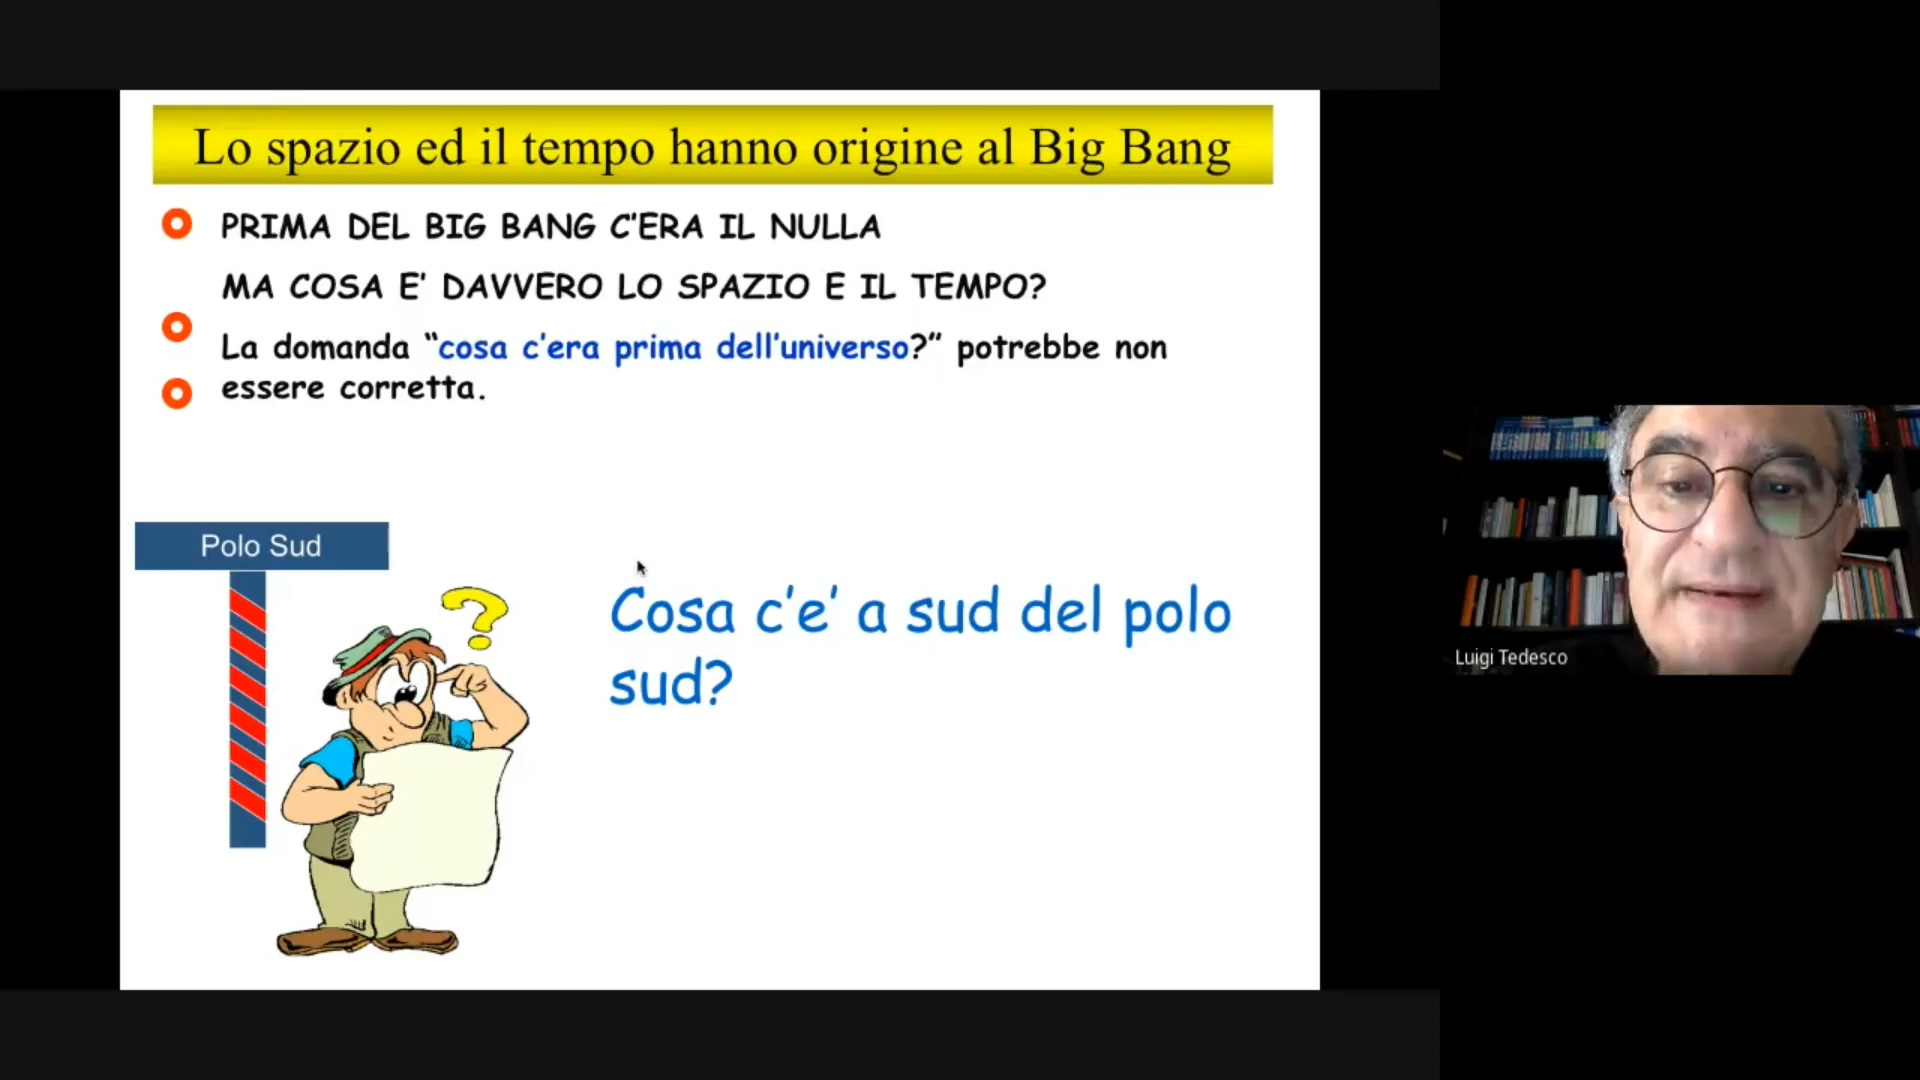 Lo spazio ed il tempo hanno origine al Big Bang
PRIMA DEL BIG BANG C'ERA IL NULLA
MA COSA E' DAVVERO LO SPAZIO E IL TEMPO?
La domanda “cosa c'era prima dell'universo?” potrebbe non
essere corretta.
Polo Sud
?
Cosa c'e' a sud del polo
sud?
Luigi Tedesco